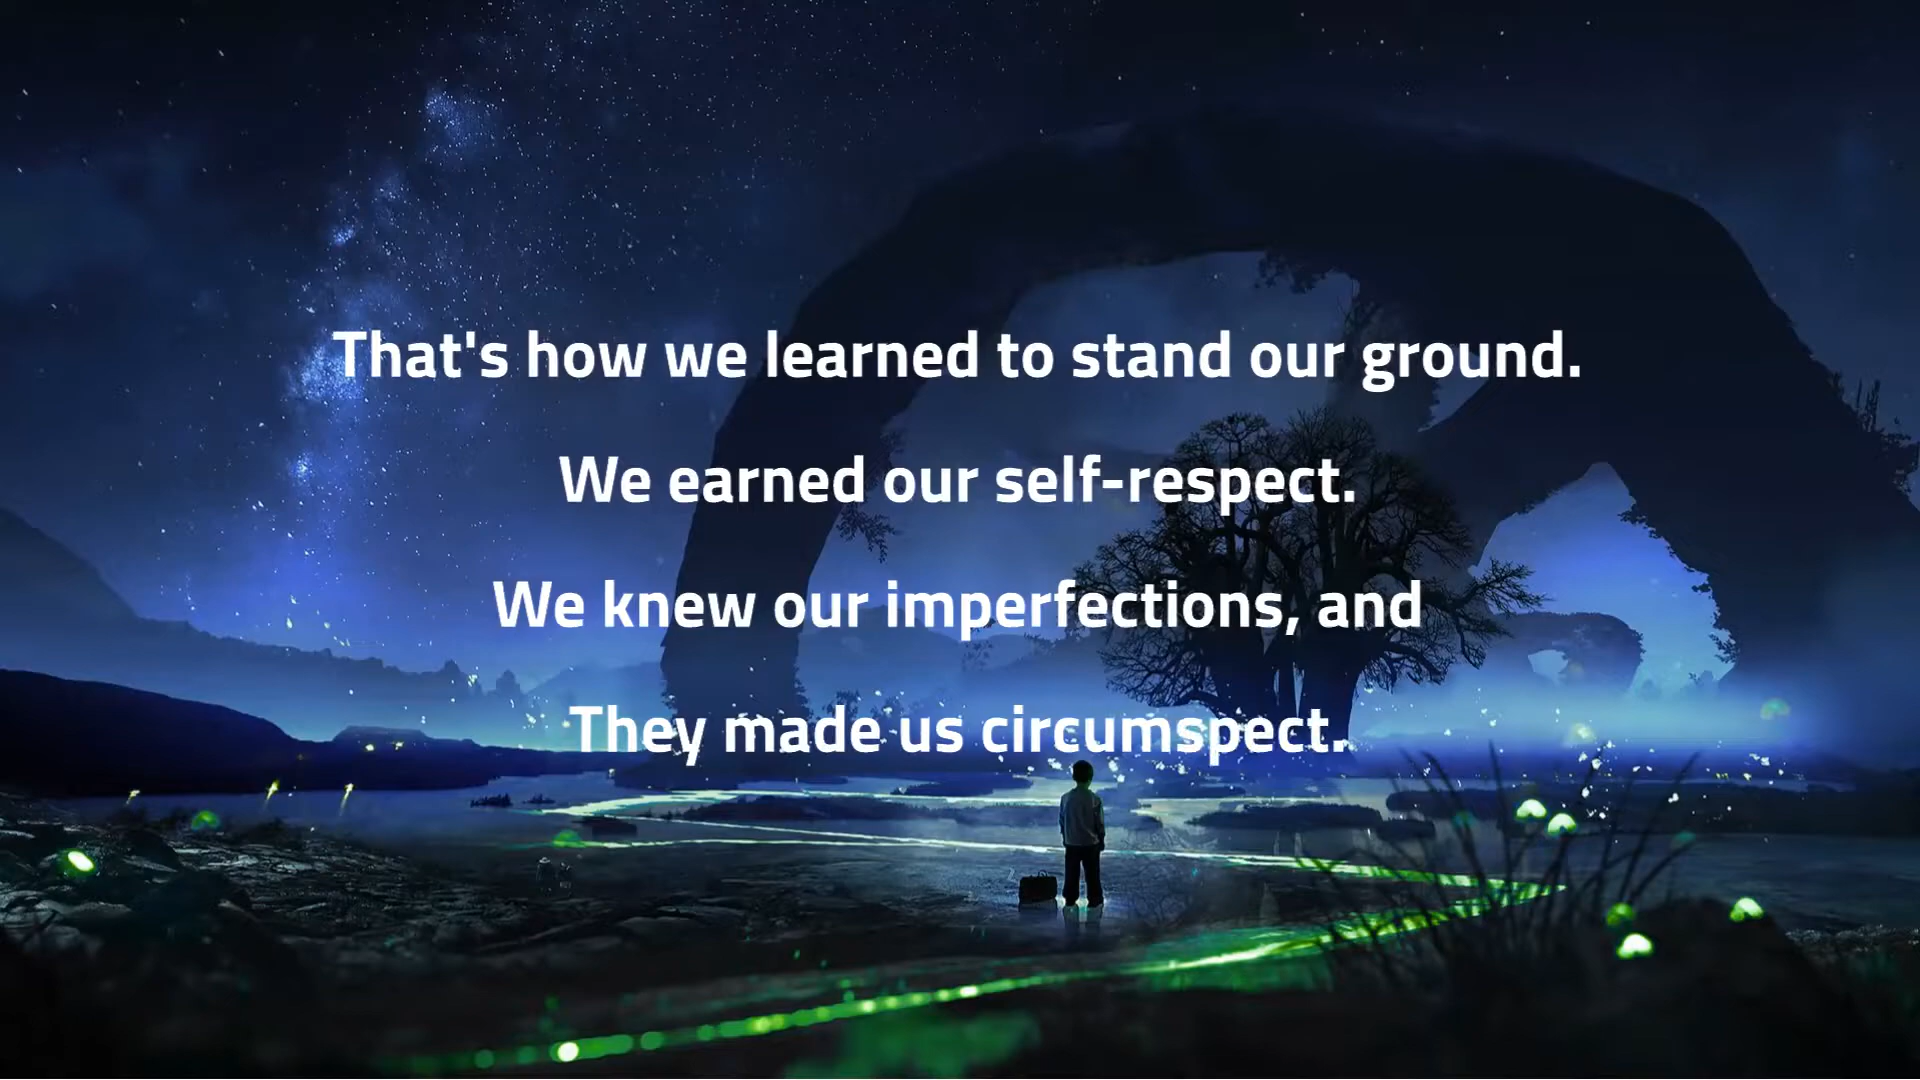 That's how we learned to stand our ground.
We earned our self-respect.
We knew our imperfections, and
They made us circumspect.